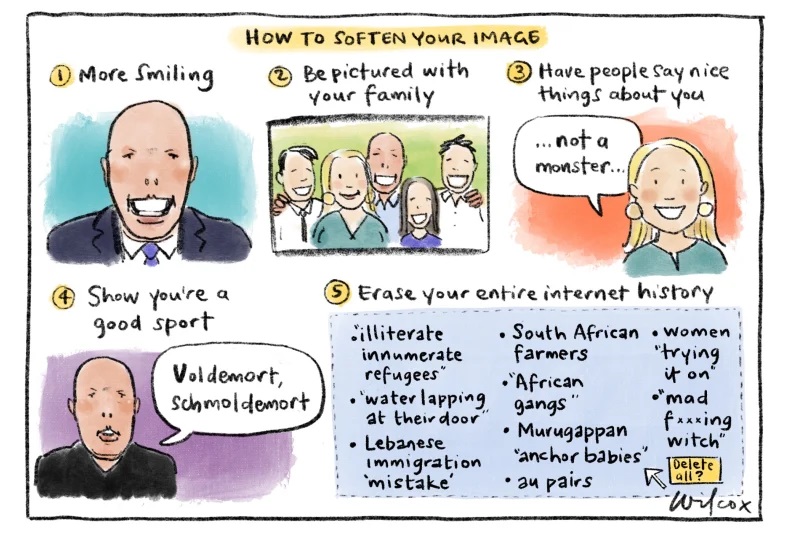 HOW TO SOFTEN YOUR IMAGE
1 More Smiling
2 Be pictured with
your family
3 Have people say nice
things about you
...not a
monster...
4 Show you're a
good sport
Voldemort,
schmoldemort
5 Erase your entire internet history
• "illiterate
innumerate
refugees"
• "water lapping
at their door"
• Lebanese
immigration
'mistake'
• South African
farmers
• "African
gangs"
• Murugappan
"anchor babies"
• au pairs
• women
"trying
it on"
• "mad
f×××ing
witch"
Delete
all?
Wilcox